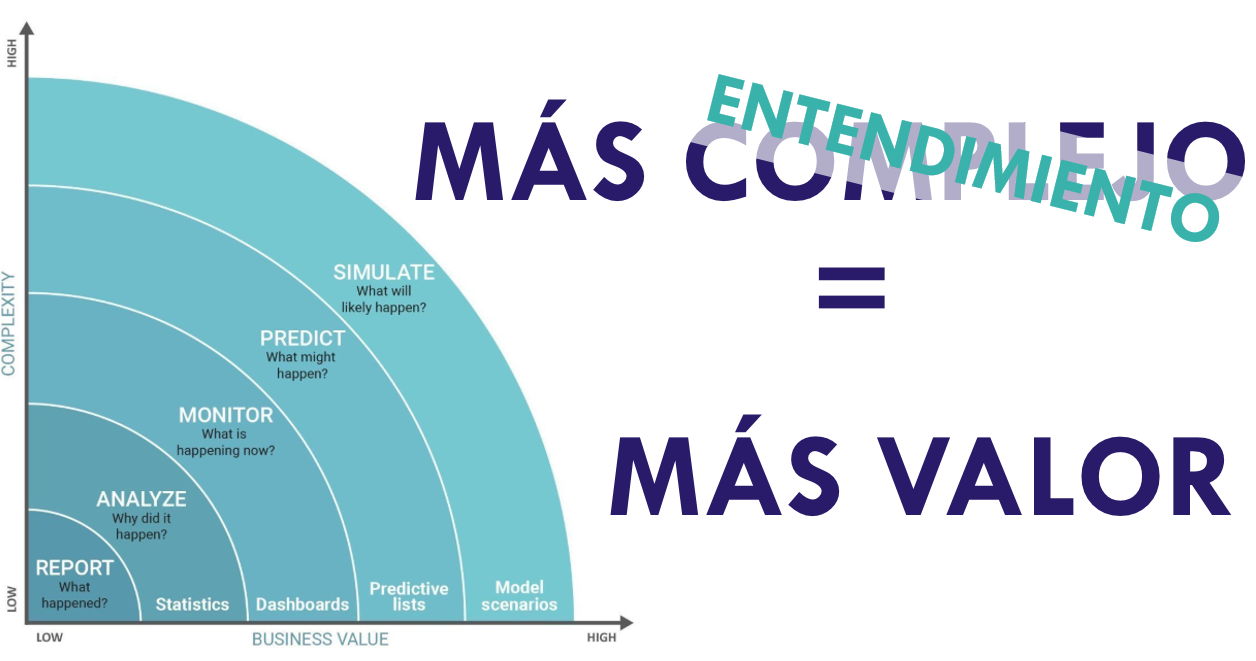 HIGH
COMPLEXITY
LOW
SIMULATE
What will
likely happen?
PREDICT
What might
happen?
MONITOR
What is
happening now?
ANALYZE
Why did it
happen?
REPORT
What
happened?
Statistics
Dashboards
Predictive
lists
Model
scenarios
LOW
BUSINESS VALUE
HIGH
MÁS COMPLEJO
ENTENDIMIENTO
=
MÁS VALOR